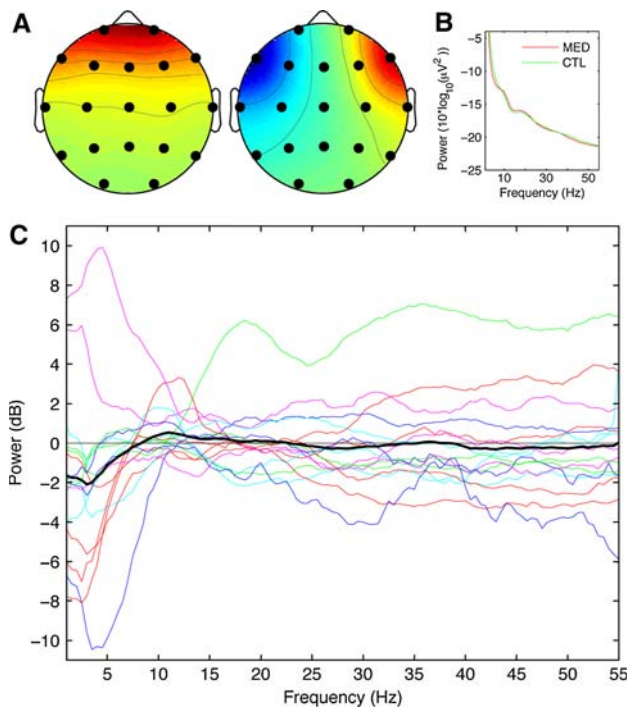 A
B
Power (10*log10(μV2 ))
-5
-10
-15
-20
-25
MED
CTL
10
30
50
Frequency (Hz)
C
Power (dB)
10
8
6
4
2
0
-2
-4
-6
-8
-10
5 10 15 20 25 30 35 40 45 50 55
Frequency (Hz)